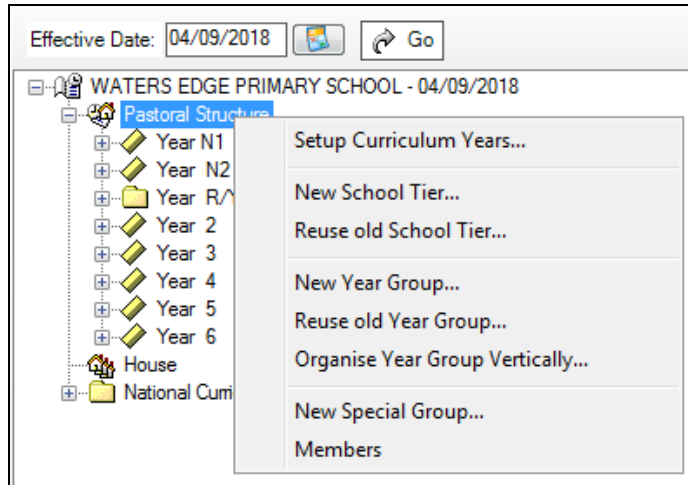 Effective Date: 04/09/2018 Go
WATERS EDGE PRIMARY SCHOOL - 04/09/2018
Pastoral Structure
Year N1
Year N2
Year R/
Year 2
Year 3
Year 4
Year 5
Year 6
House
National Curri
Setup Curriculum Years...
New School Tier...
Reuse old School Tier...
New Year Group...
Reuse old Year Group...
Organise Year Group Vertically...
New Special Group...
Members